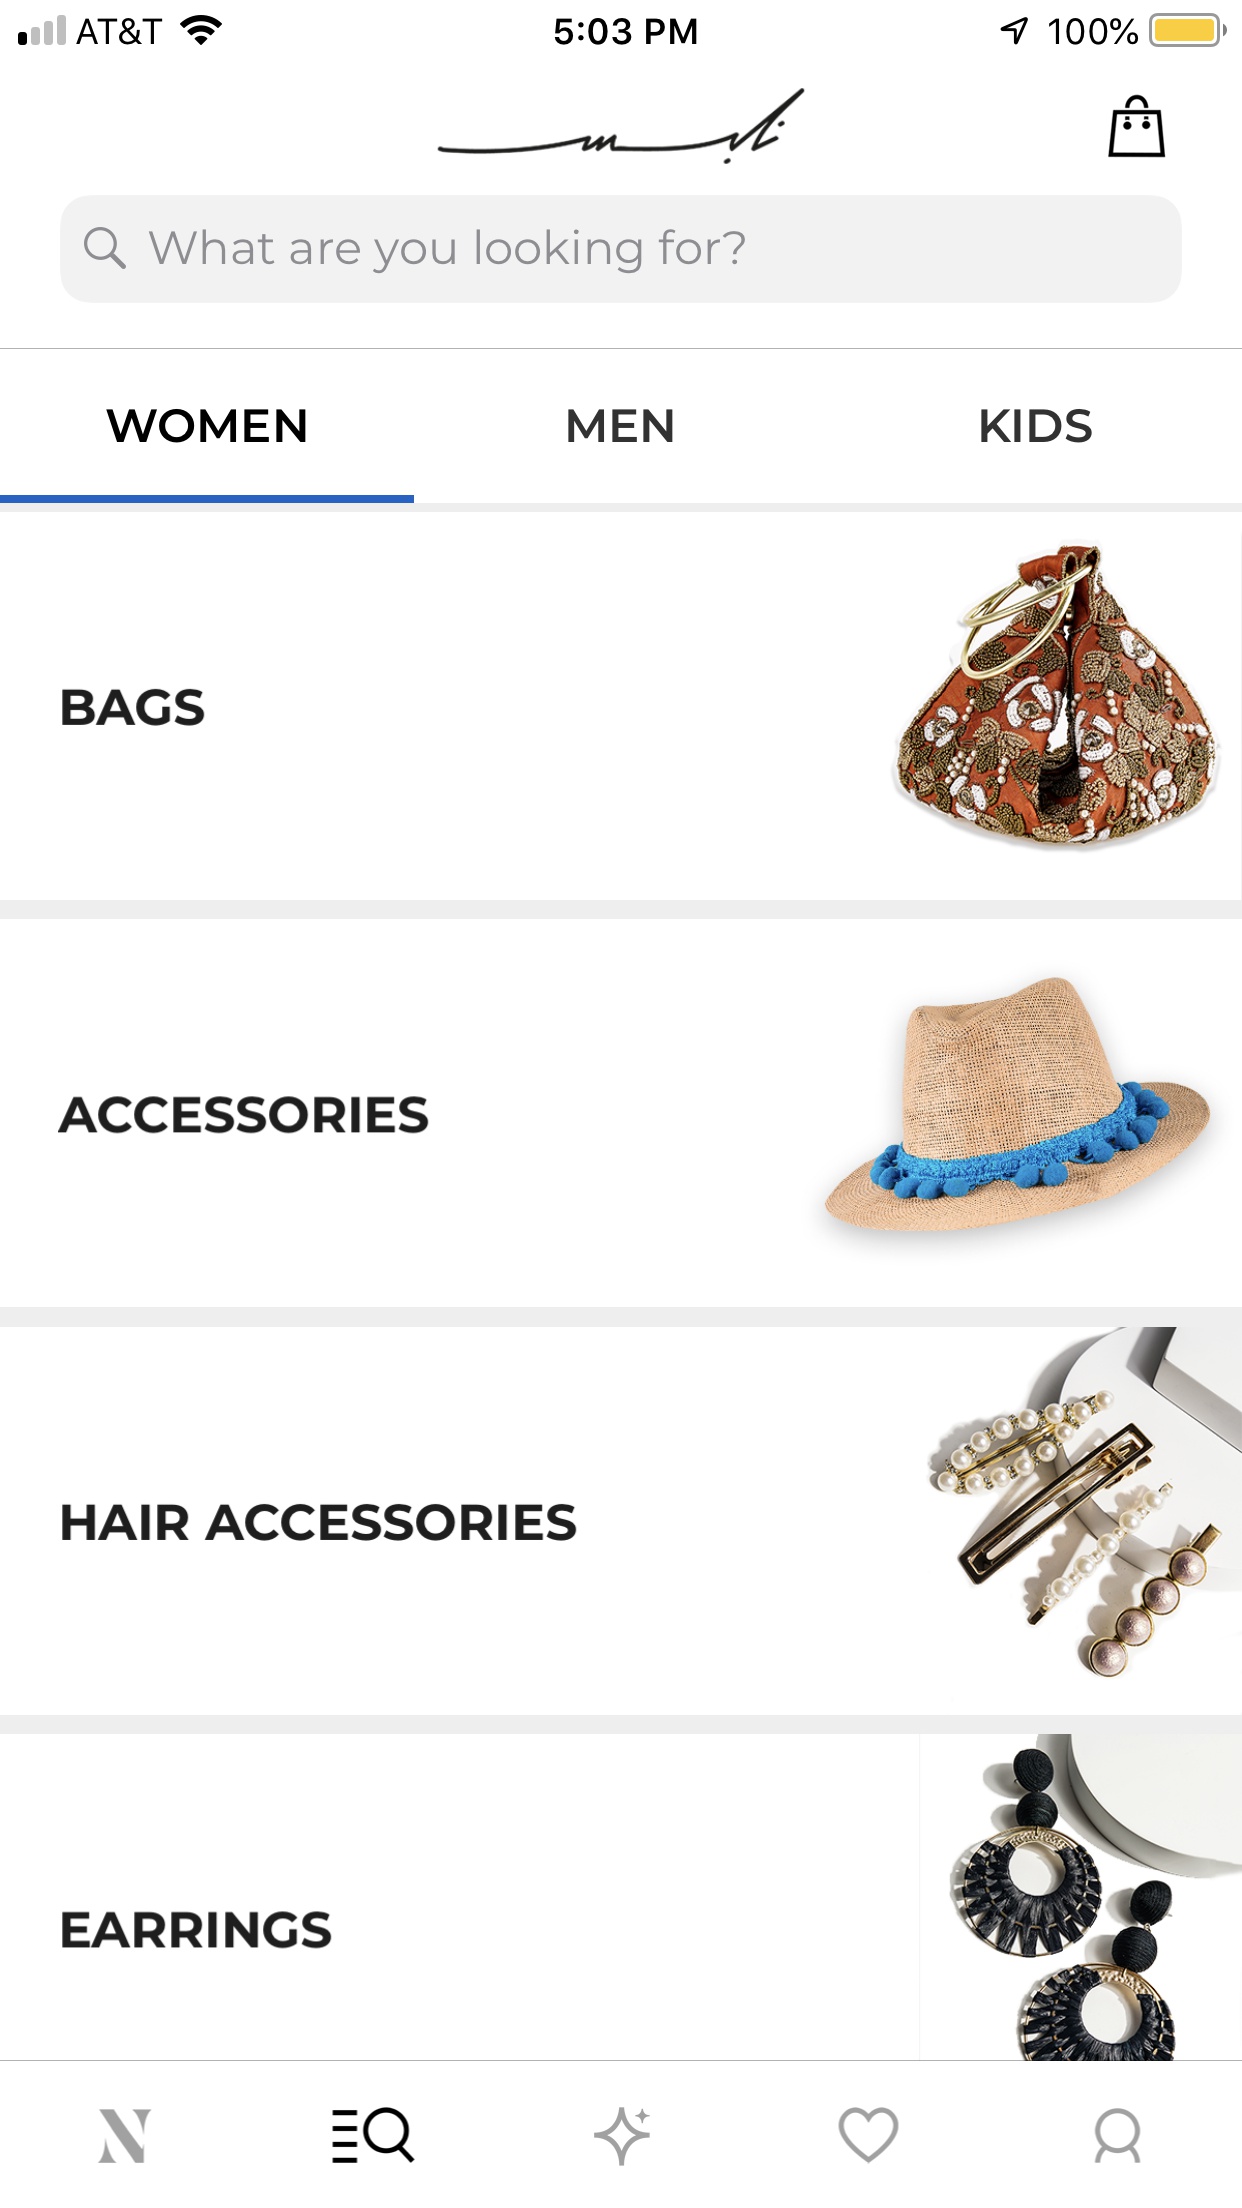 AT&T
5:03 PM
100%
What are you looking for?
WOMEN
MEN
KIDS
BAGS
ACCESSORIES
HAIR ACCESSORIES
EARRINGS
N